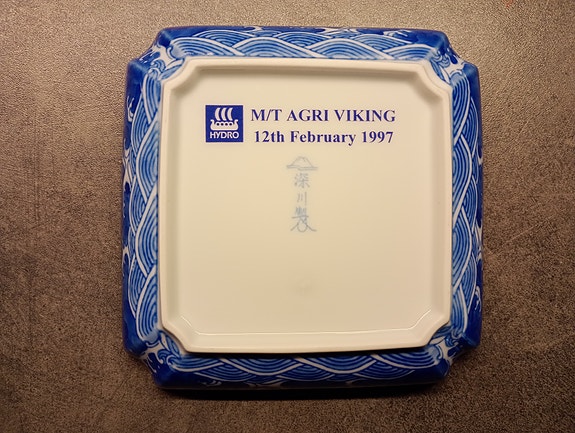 HYDRO
M/T AGRI VIKING
12th February 1997
深
川
製